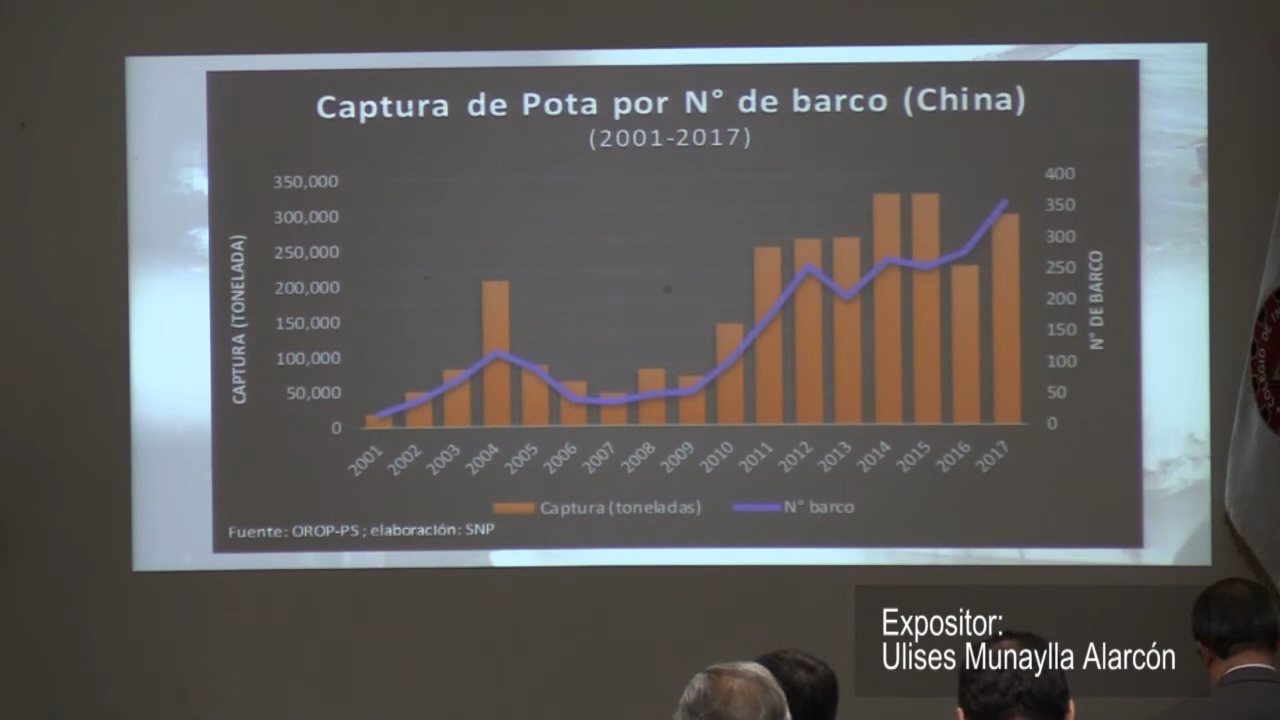 Captura de Pota por N° de barco (China)
(2001-2017)
CAPTURA (TONELADA)
350,000
300,000
250,000
200,000
150,000
100,000
50,000
0
400
350
300
250
200
150
100
50
0
N° DE BARCO
2001 2002 2003 2004 2005 2006 2007 2008 2009 2010 2011 2012 2013 2014 2015 2016 2017
Captura (toneladas) N° barco
Fuente: OROP-PS ; elaboración: SNP
COLEGIO DE
Expositor:
Ulises Munaylla Alarcón